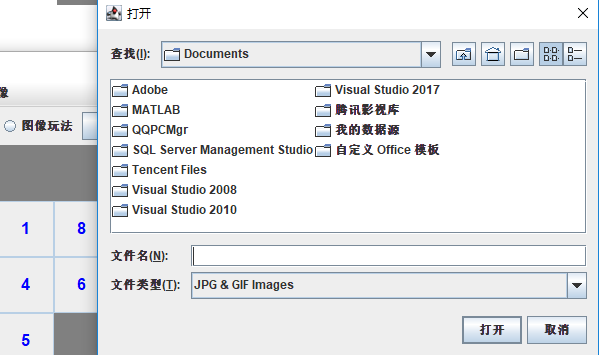 打开
查找(I): Documents
Adobe
MATLAB
QQPCMgr
SQL Server Management Studio
Tencent Files
Visual Studio 2008
Visual Studio 2010
Visual Studio 2017
腾讯影视库
我的数据源
自定义 Office 模板
文件名(N):
文件类型(T): JPG & GIF Images
打开 取消
像
图像玩法
1 8
4 6
5